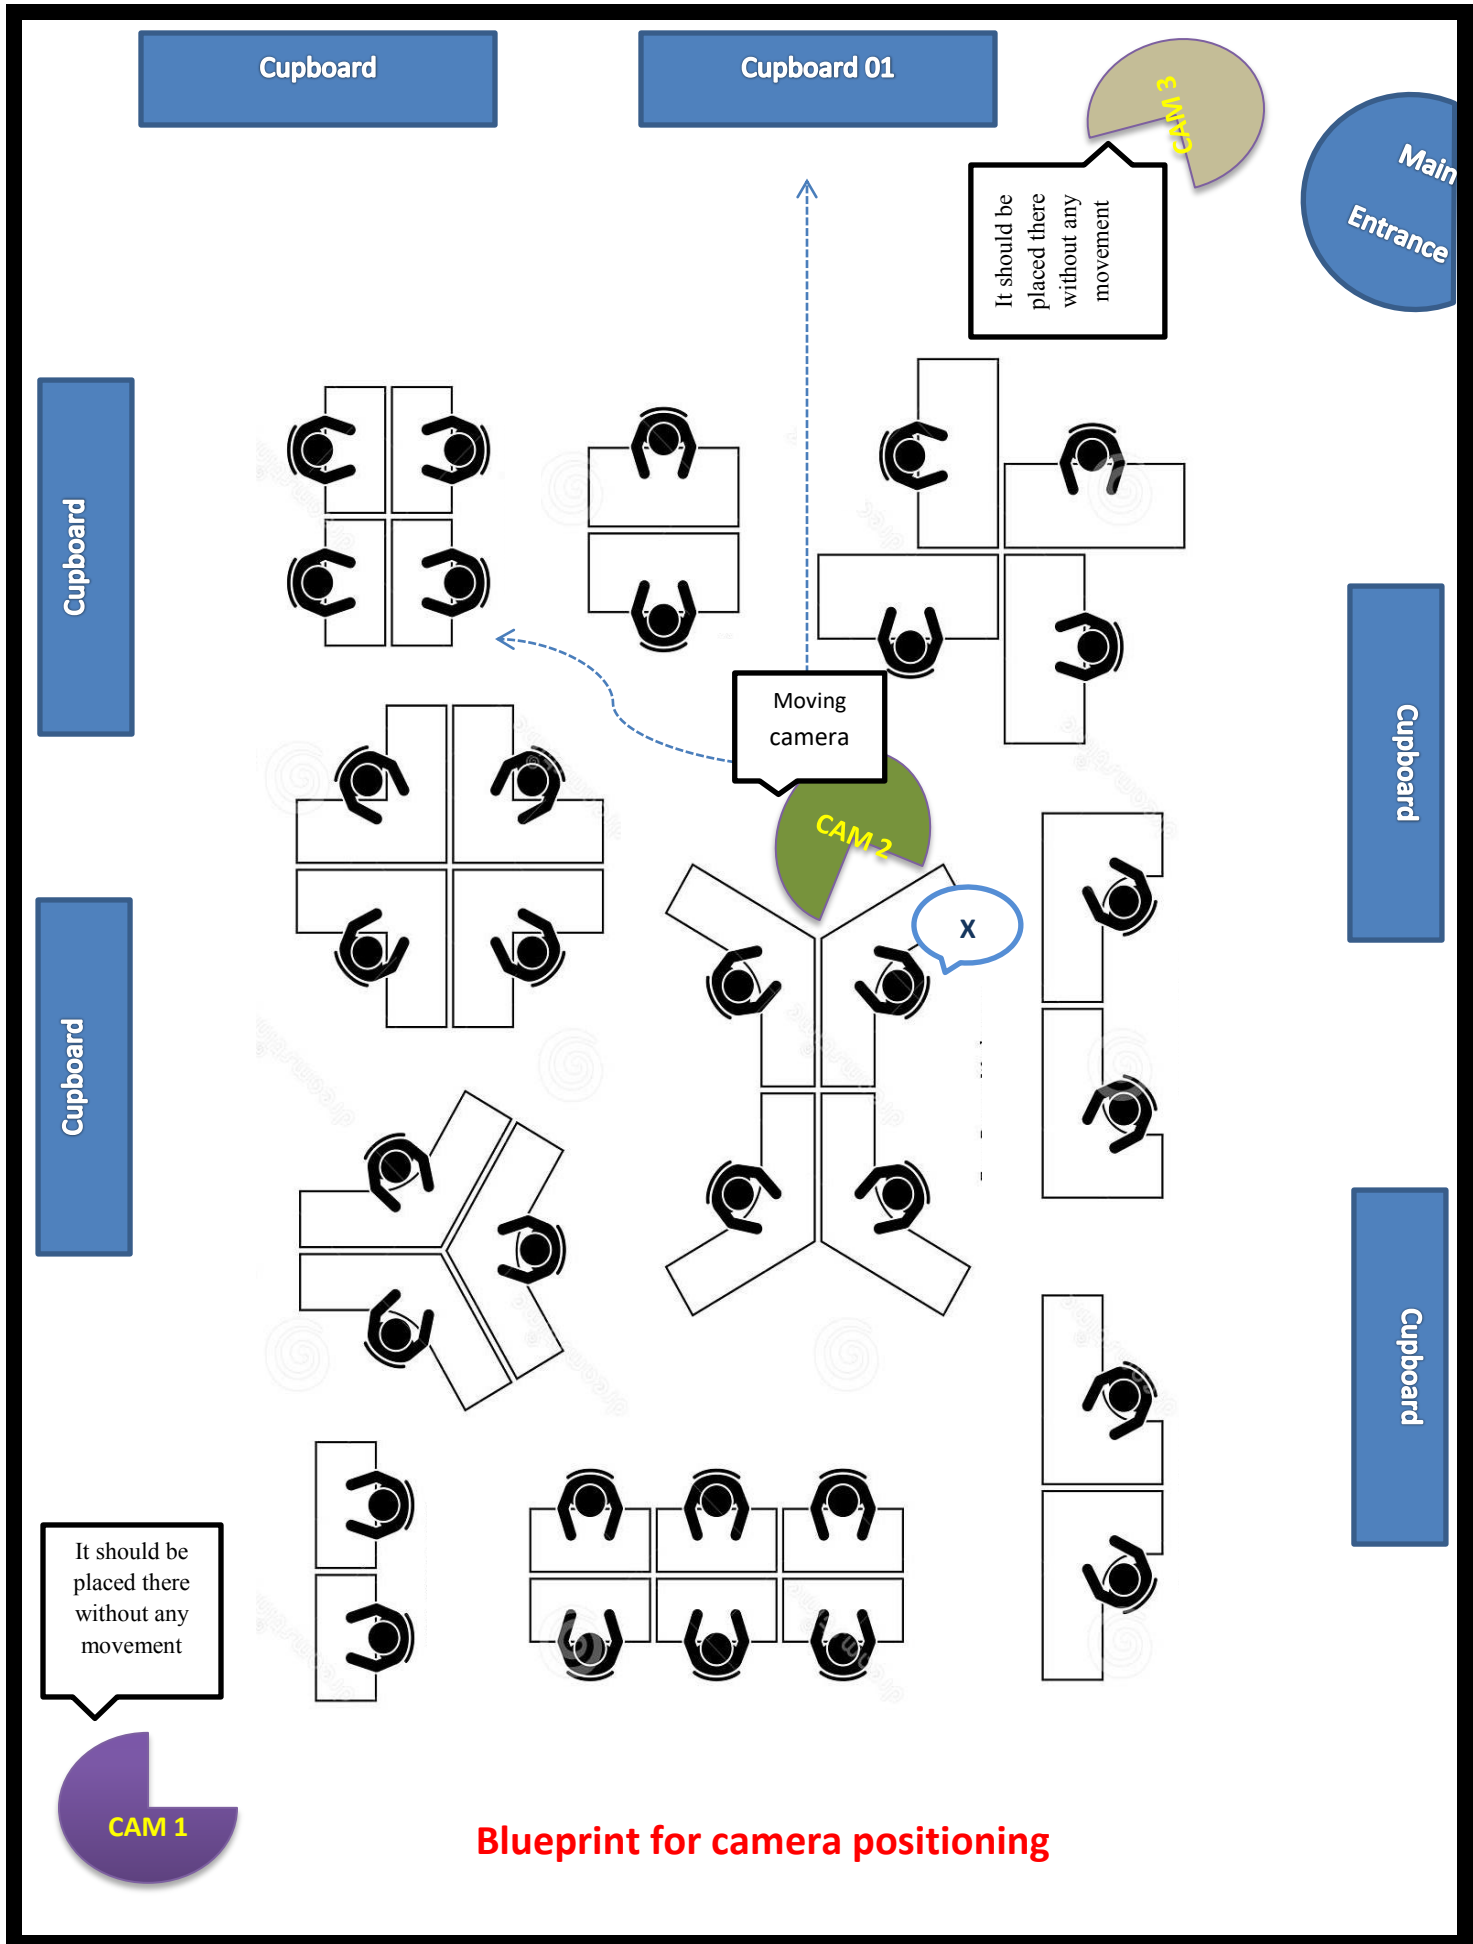 Cupboard
Cupboard 01
CAM 3
Main
Entrance
It should be
placed there
without any
movement
Cupboard
Moving
camera
Cupboard
CAM 2
X
Cupboard
Cupboard
It should be
placed there
without any
movement
CAM 1
Blueprint for camera positioning